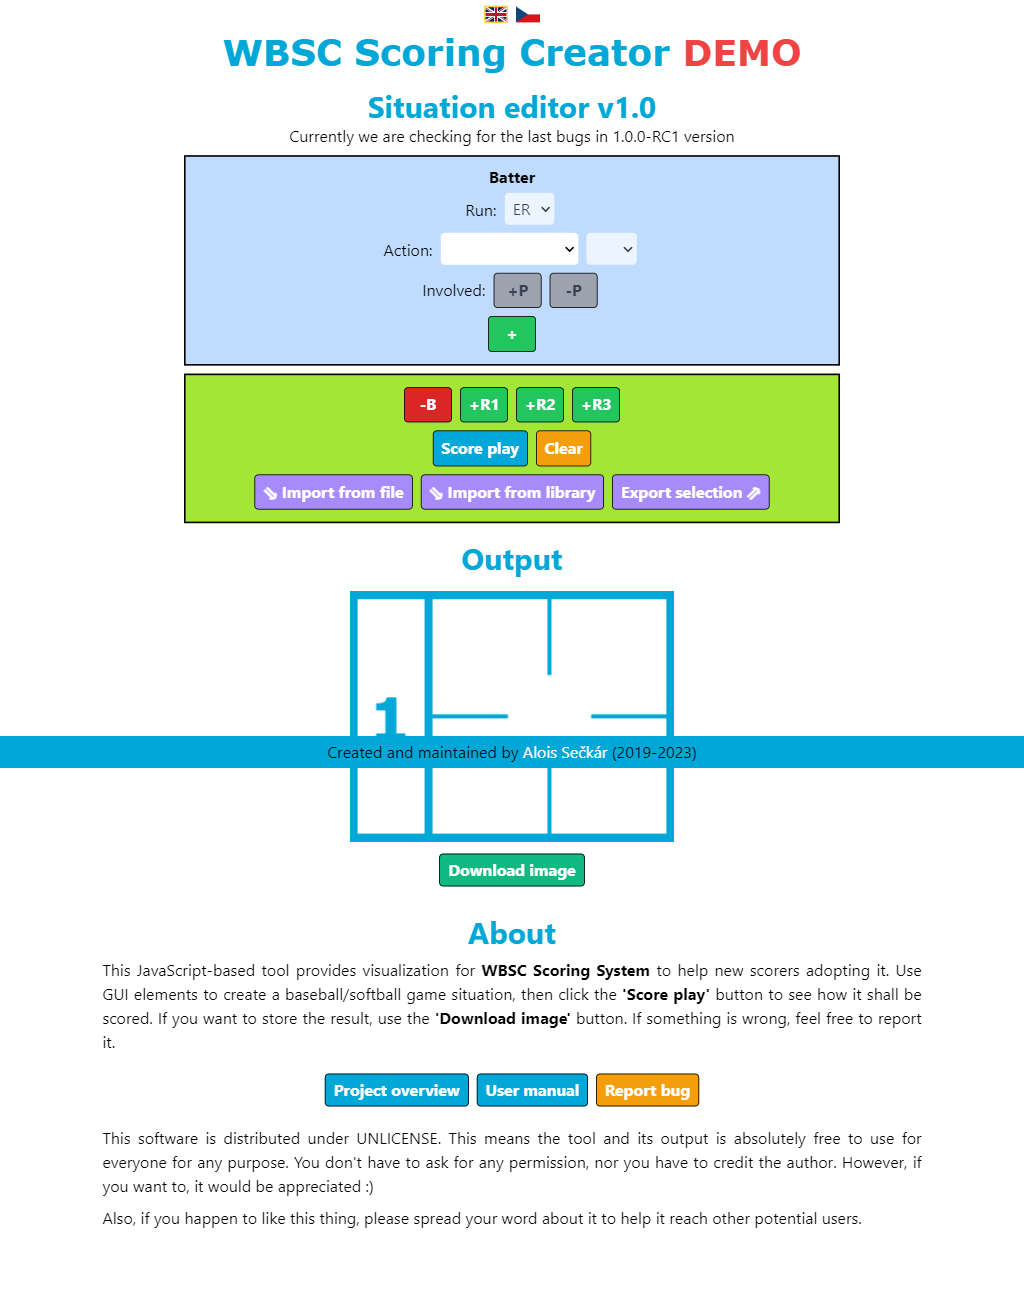 WBSC Scoring Creator DEMO
Situation editor v1.0
Currently we are checking for the last bugs in 1.0.0-RC1 version
Batter
Run: ER
Action:
Involved: +P -P
+
-B +R1 +R2 +R3
Score play Clear
⇘ Import from file ⇘ Import from library Export selection ⇗
Output
1
Created and maintained by Alois Sečkár (2019-2023)
Download image
About
This JavaScript-based tool provides visualization for WBSC Scoring System to help new scorers adopting it. Use
GUI elements to create a baseball/softball game situation, then click the 'Score play' button to see how it shall be
scored. If you want to store the result, use the 'Download image' button. If something is wrong, feel free to report
it.
Project overview User manual Report bug
This software is distributed under UNLICENSE. This means the tool and its output is absolutely free to use for
everyone for any purpose. You don't have to ask for any permission, nor you have to credit the author. However, if
you want to, it would be appreciated :)
Also, if you happen to like this thing, please spread your word about it to help it reach other potential users.